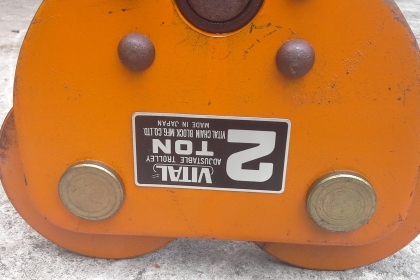 VITAL
ADJUSTABLE TROLLEY
2 TON
VITAL CHAIN BLOCK MFG.CO.LTD.
MADE IN JAPAN